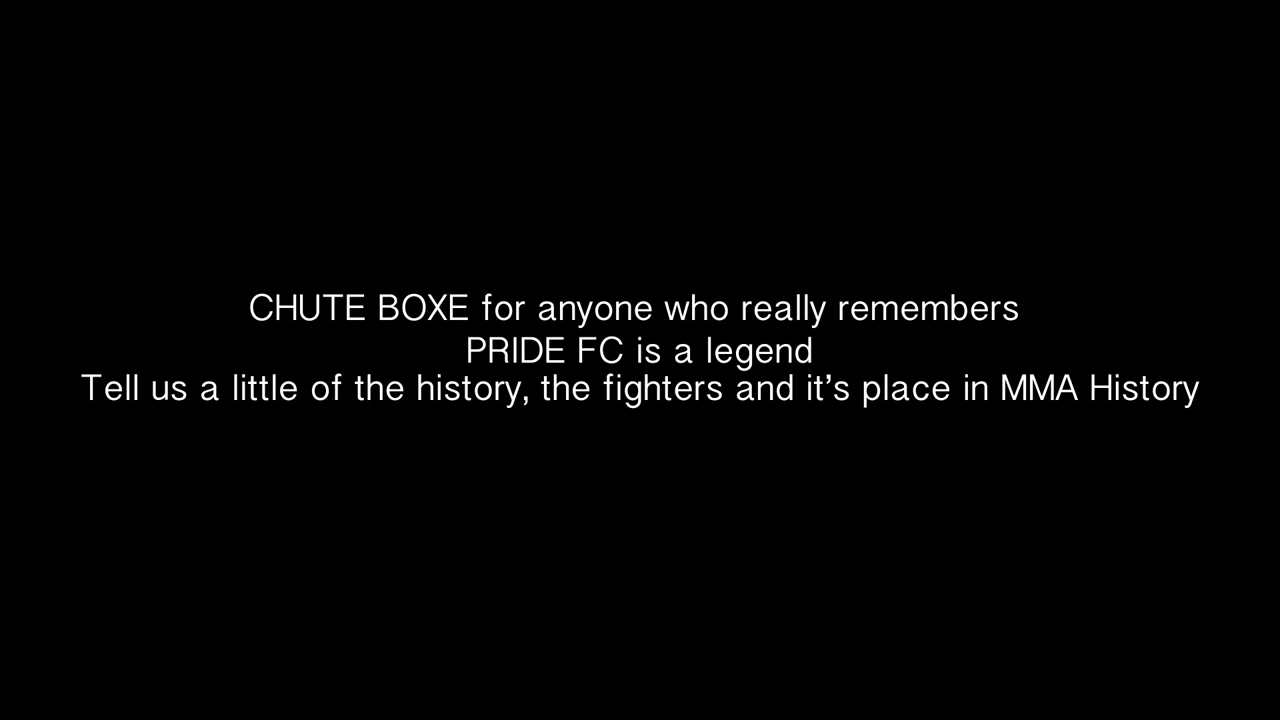 CHUTE BOXE for anyone who really remembers
PRIDE FC is a legend
Tell us a little of the history, the fighters and it’s place in MMA History